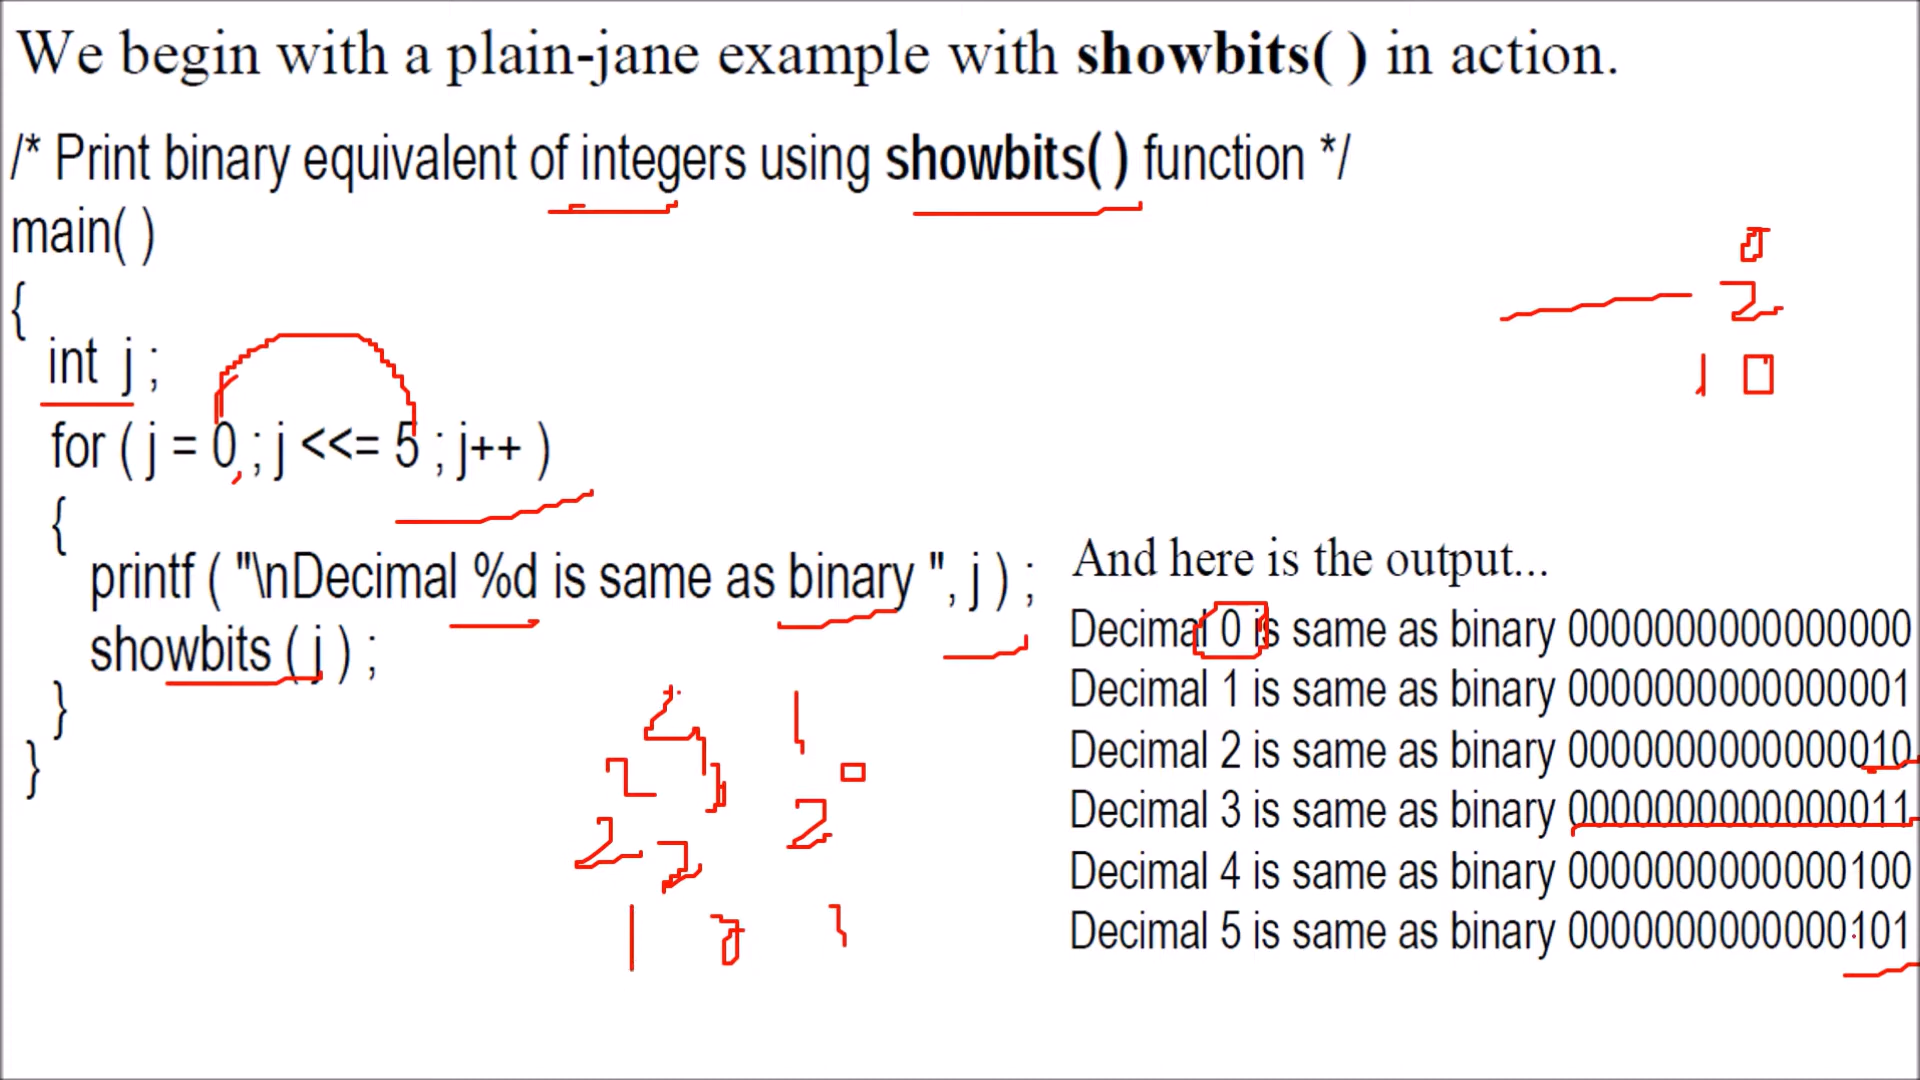 We begin with a plain-jane example with showbits( ) in action.
/* Print binary equivalent of integers using showbits( ) function */
main( )
{
int j ;
for ( j = 0 ; j <<= 5 ; j++ )
{
printf ( "\nDecimal %d is same as binary ", j ) ;
showbits ( j ) ;
}
}
And here is the output...
Decimal 0 is same as binary 0000000000000000
Decimal 1 is same as binary 0000000000000001
Decimal 2 is same as binary 0000000000000010
Decimal 3 is same as binary 0000000000000011
Decimal 4 is same as binary 0000000000000100
Decimal 5 is same as binary 0000000000000101
2
1 0